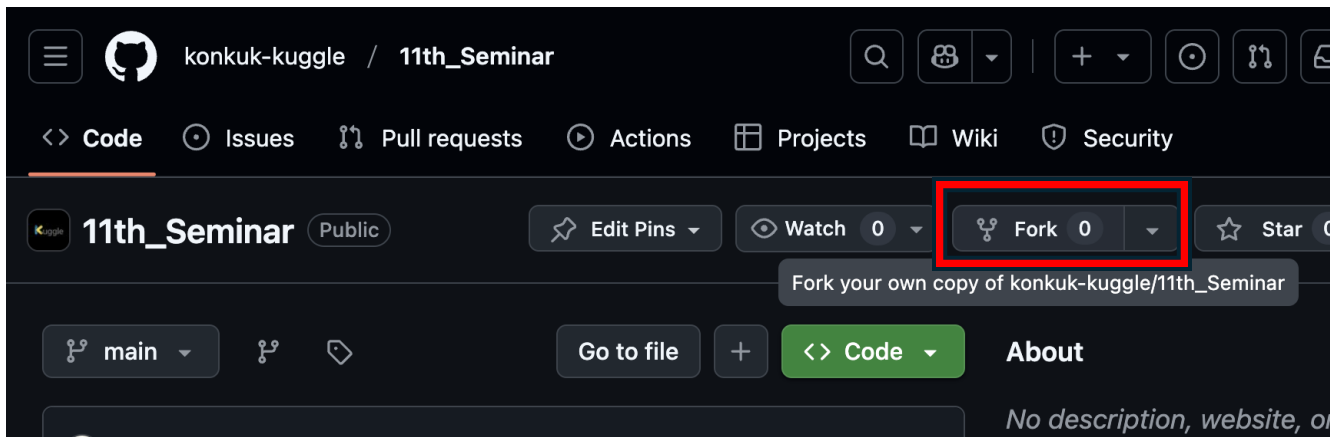 konkuk-kuggle / 11th_Seminar
Code Issues Pull requests Actions Projects Wiki Security
Kuggle 11th_Seminar Public Edit Pins Watch 0 Fork 0 Star
Fork your own copy of konkuk-kuggle/11th_Seminar
main Go to file Code About
No description, website, or